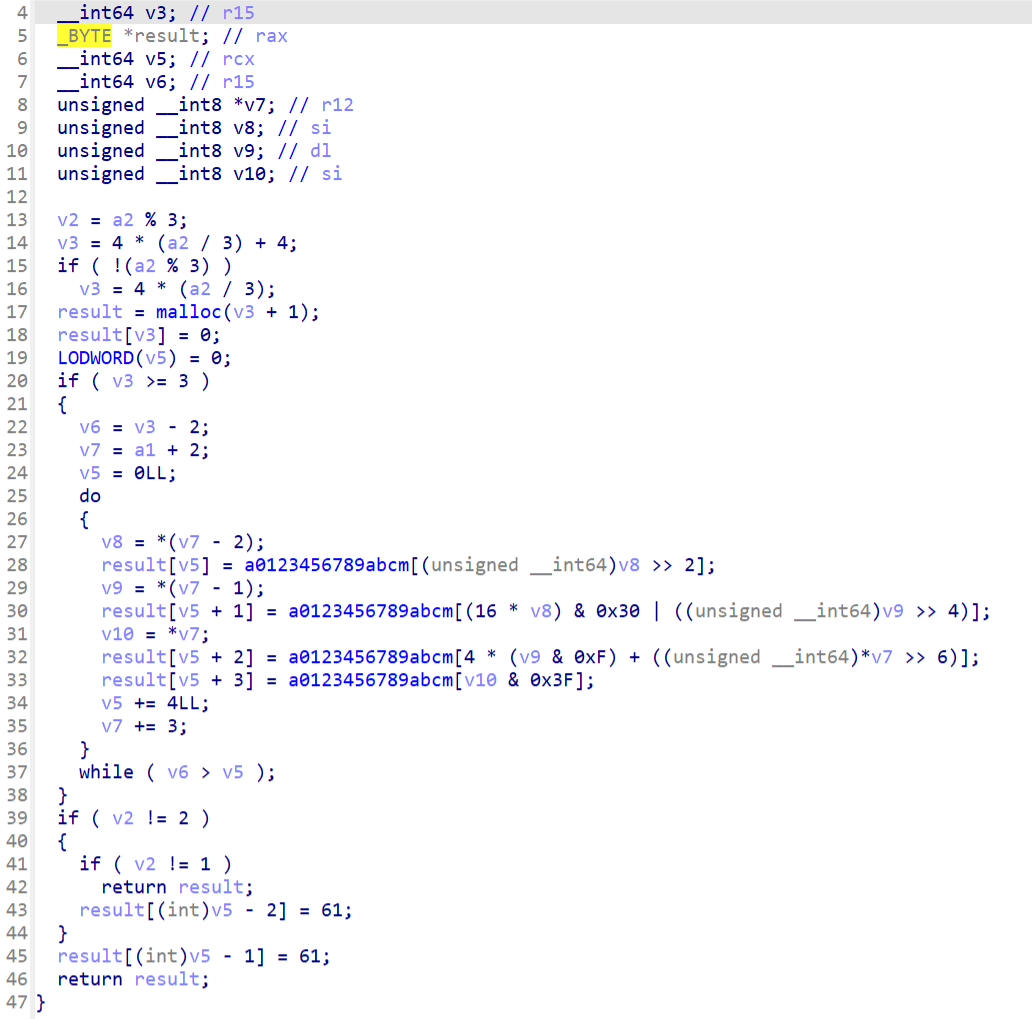 4 __int64 v3; // r15
5 _BYTE *result; // rax
6 __int64 v5; // rcx
7 __int64 v6; // r15
8 unsigned __int8 *v7; // r12
9 unsigned __int8 v8; // si
10 unsigned __int8 v9; // dl
11 unsigned __int8 v10; // si
12
13 v2 = a2 % 3;
14 v3 = 4 * (a2 / 3) + 4;
15 if ( !(a2 % 3) )
16 v3 = 4 * (a2 / 3);
17 result = malloc(v3 + 1);
18 result[v3] = 0;
19 LODWORD(v5) = 0;
20 if ( v3 >= 3 )
21 {
22 v6 = v3 - 2;
23 v7 = a1 + 2;
24 v5 = 0LL;
25 do
26 {
27 v8 = *(v7 - 2);
28 result[v5] = a0123456789abcm[(unsigned __int64)v8 >> 2];
29 v9 = *(v7 - 1);
30 result[v5 + 1] = a0123456789abcm[(16 * v8) & 0x30 | ((unsigned __int64)v9 >> 4)];
31 v10 = *v7;
32 result[v5 + 2] = a0123456789abcm[4 * (v9 & 0xF) + ((unsigned __int64)*v7 >> 6)];
33 result[v5 + 3] = a0123456789abcm[v10 & 0x3F];
34 v5 += 4LL;
35 v7 += 3;
36 }
37 while ( v6 > v5 );
38 }
39 if ( v2 != 2 )
40 {
41 if ( v2 != 1 )
42 return result;
43 result[(int)v5 - 2] = 61;
44 }
45 result[(int)v5 - 1] = 61;
46 return result;
47 }